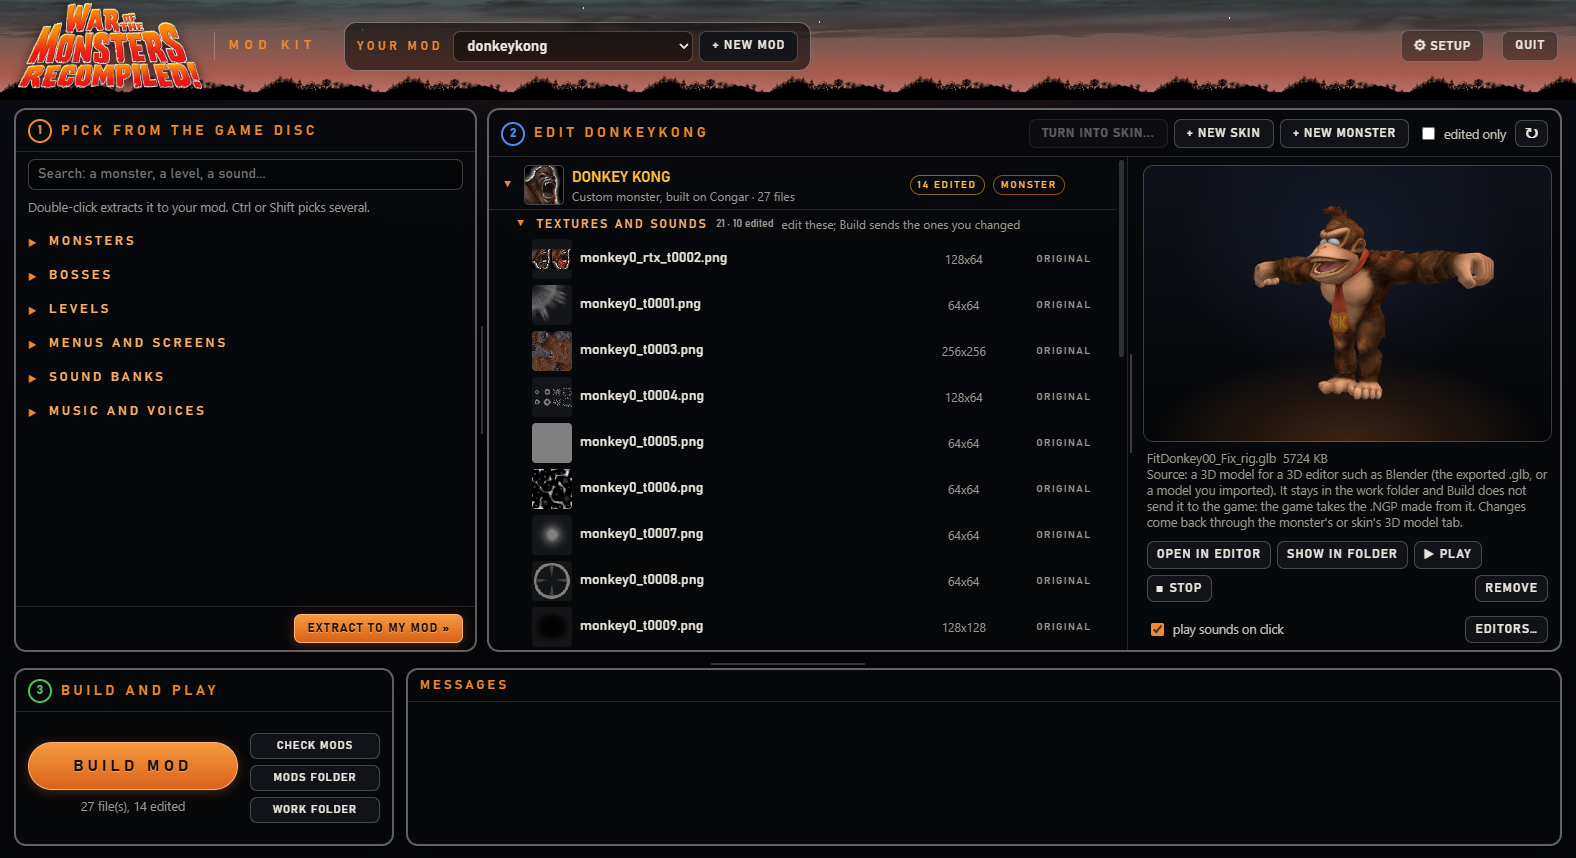 WAR OF THE MONSTERS RECOMPILED!
MOD KIT
YOUR MOD
donkeykong
+ NEW MOD
SETUP
QUIT
1 PICK FROM THE GAME DISC
Search: a monster, a level, a sound...
Double-click extracts it to your mod. Ctrl or Shift picks several.
MONSTERS
BOSSES
LEVELS
MENUS AND SCREENS
SOUND BANKS
MUSIC AND VOICES
EXTRACT TO MY MOD »
2 EDIT DONKEYKONG
TURN INTO SKIN...
+ NEW SKIN
+ NEW MONSTER
edited only
DONKEY KONG
Custom monster, built on Congar · 27 files
14 EDITED
MONSTER
TEXTURES AND SOUNDS 21 · 10 edited edit these; Build sends the ones you changed
monkey0_rtx_t0002.png 128x64 ORIGINAL
monkey0_t0001.png 64x64 ORIGINAL
monkey0_t0003.png 256x256 ORIGINAL
monkey0_t0004.png 128x64 ORIGINAL
monkey0_t0005.png 64x64 ORIGINAL
monkey0_t0006.png 64x64 ORIGINAL
monkey0_t0007.png 64x64 ORIGINAL
monkey0_t0008.png 64x64 ORIGINAL
monkey0_t0009.png 128x128 ORIGINAL
DK
FitDonkey00_Fix_rig.glb 5724 KB
Source: a 3D model for a 3D editor such as Blender (the exported .glb, or
a model you imported). It stays in the work folder and Build does not
send it to the game: the game takes the .NGP made from it. Changes
come back through the monster's or skin's 3D model tab.
OPEN IN EDITOR
SHOW IN FOLDER
▶ PLAY
■ STOP
REMOVE
play sounds on click
EDITORS...
3 BUILD AND PLAY
BUILD MOD
27 file(s), 14 edited
CHECK MODS
MODS FOLDER
WORK FOLDER
MESSAGES